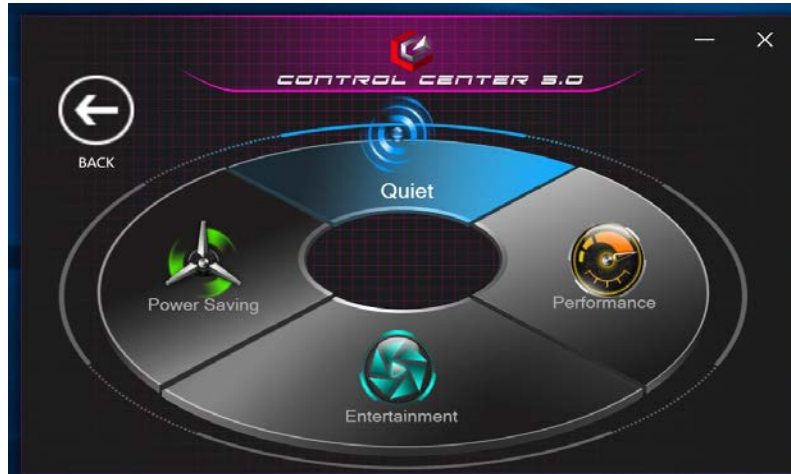 CONTROL CENTER 3.0
BACK
Quiet
Power Saving
Performance
Entertainment